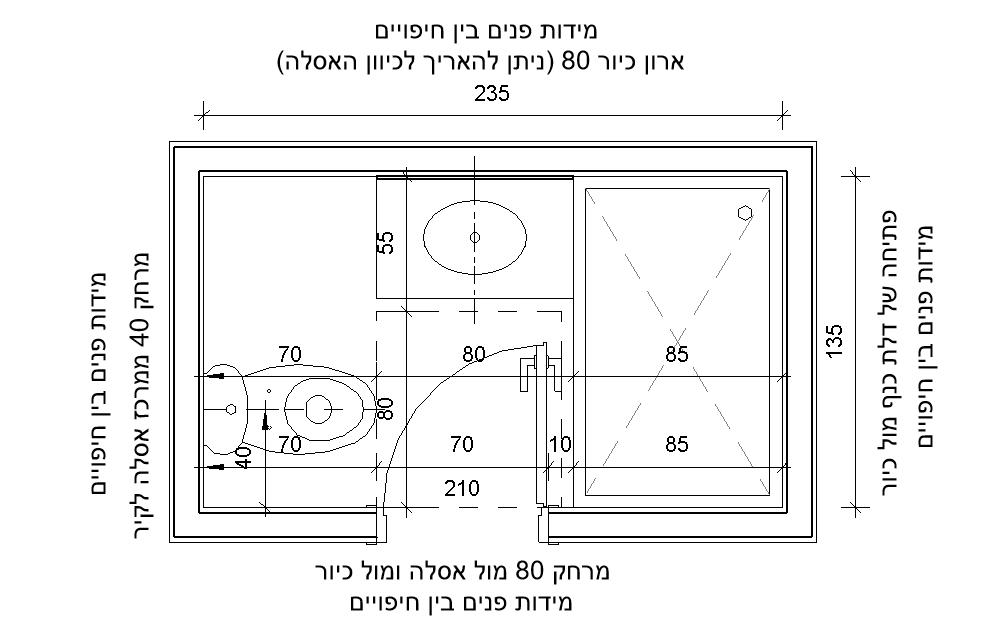 מידות פנים בין חיפויים
ארון כיור 80 (ניתן להאריך לכיוון האסלה)
235
55
70
80
85
80
70
40
70
10
85
210
135
מידות פנים בין חיפויים
מרחק 40 ממרכז אסלה לקיר
פתיחה של דלת כנף מול כיור
מידות פנים בין חיפויים
מרחק 80 מול אסלה ומול כיור
מידות פנים בין חיפויים